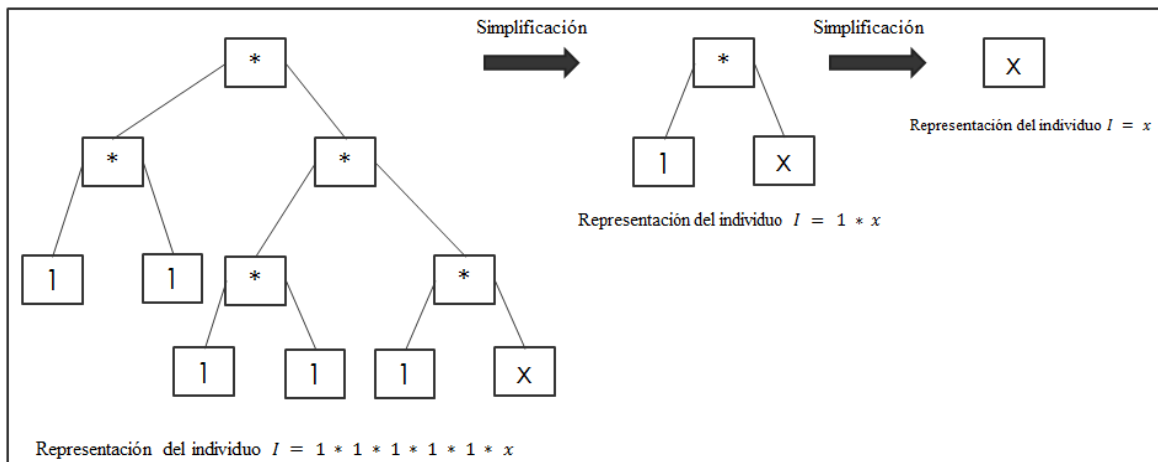 Simplificación
Simplificación
*
*
x
*
*
1
x
1
1
*
*
1
1
1
x
Representación del individuo I = x
Representación del individuo I = 1 * x
Representación del individuo I = 1 * 1 * 1 * 1 * 1 * x